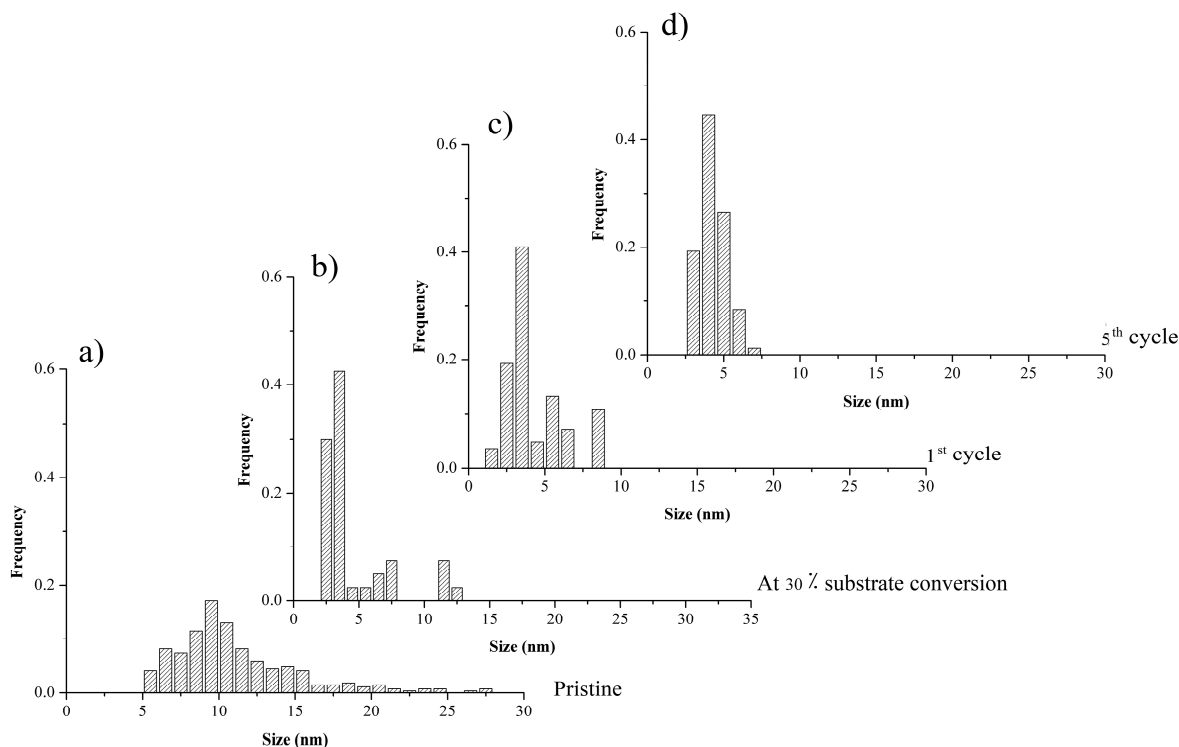 d)
0.6
0.4
0.2
0.0
Frequency
0 5 10 15 20 25 30
Size (nm)
5th cycle
c)
0.6
0.4
0.2
0.0
Frequency
0 5 10 15 20 25 30
Size (nm)
1st cycle
b)
0.6
0.4
0.2
0.0
Frequency
0 5 10 15 20 25 30 35
Size (nm)
At 30 % substrate conversion
a)
0.6
0.4
0.2
0.0
Frequency
0 5 10 15 20 25 30
Size (nm)
Pristine